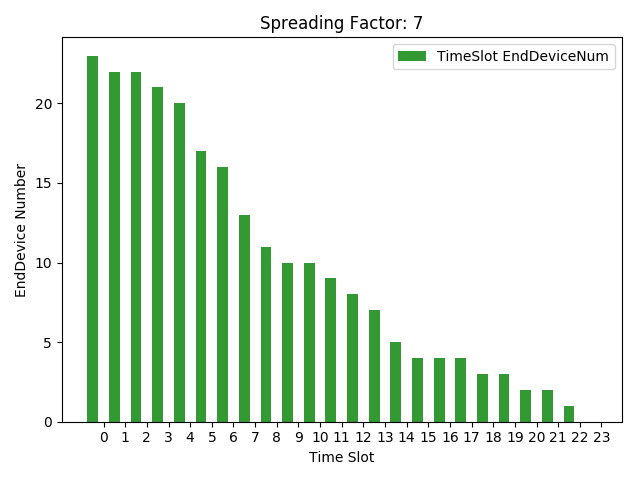 Spreading Factor: 7
TimeSlot EndDeviceNum
EndDevice Number
20
15
10
5
0
0 1 2 3 4 5 6 7 8 9 10 11 12 13 14 15 16 17 18 19 20 21 22 23
Time Slot